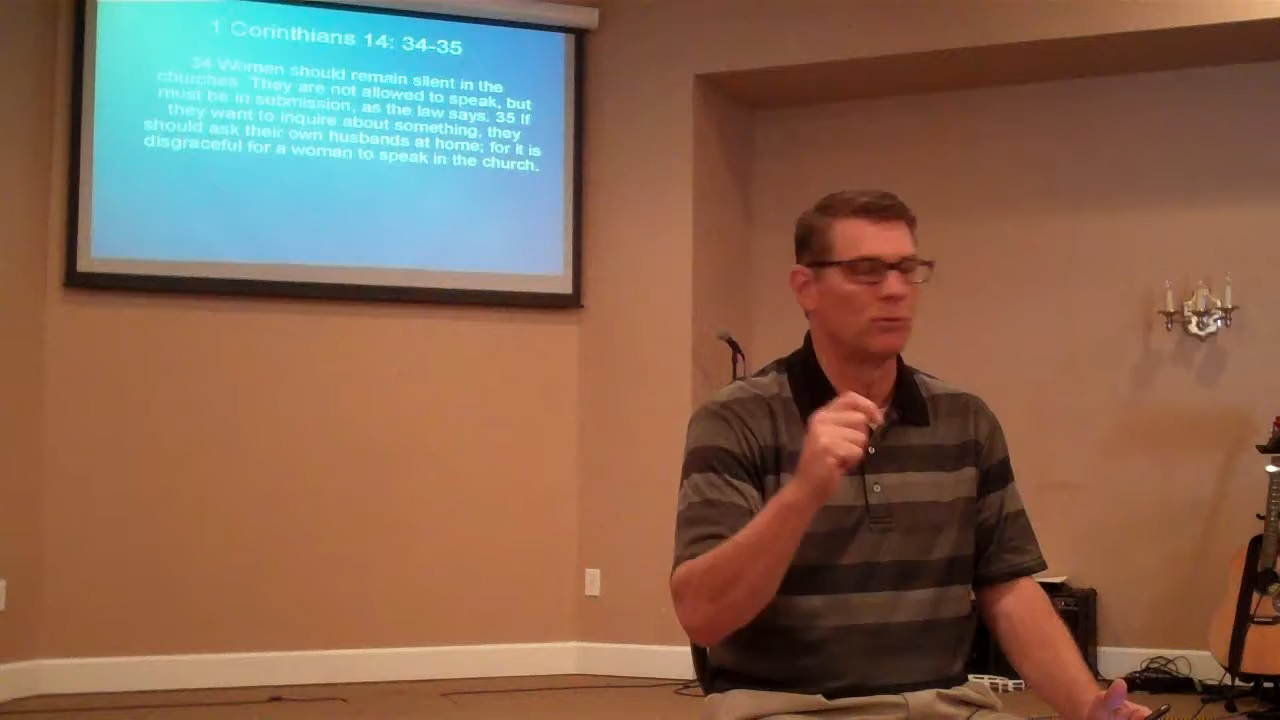 1 Corinthians 14: 34-35
34 Women should remain silent in the
churches. They are not allowed to speak, but
must be in submission, as the law says. 35 If
they want to inquire about something, they
should ask their own husbands at home; for it is
disgraceful for a woman to speak in the church.